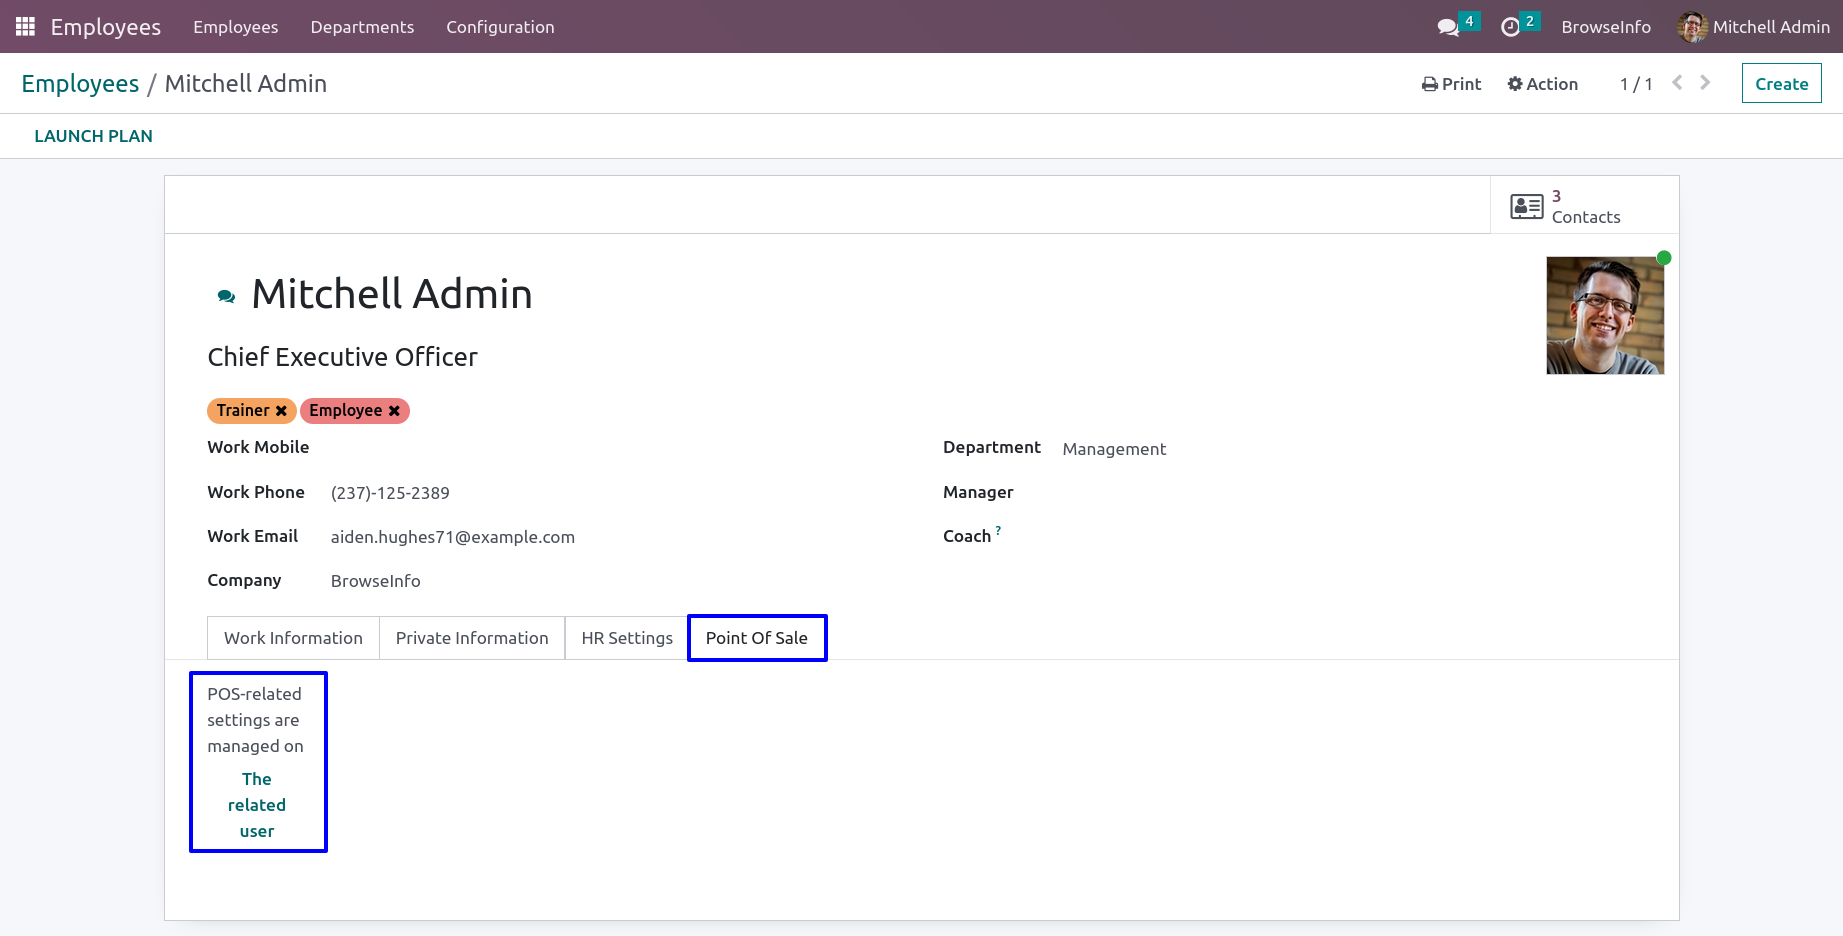 Employees Employees Departments Configuration 4 2 BrowseInfo Mitchell Admin
Employees / Mitchell Admin Print Action 1 / 1 Create
LAUNCH PLAN
3
Contacts
Mitchell Admin
Chief Executive Officer
Trainer ✖ Employee ✖
Work Mobile
Department Management
Work Phone (237)-125-2389
Manager
Work Email aiden.hughes71@example.com
Coach ?
Company BrowseInfo
Work Information Private Information HR Settings Point Of Sale
POS-related
settings are
managed on
The
related
user